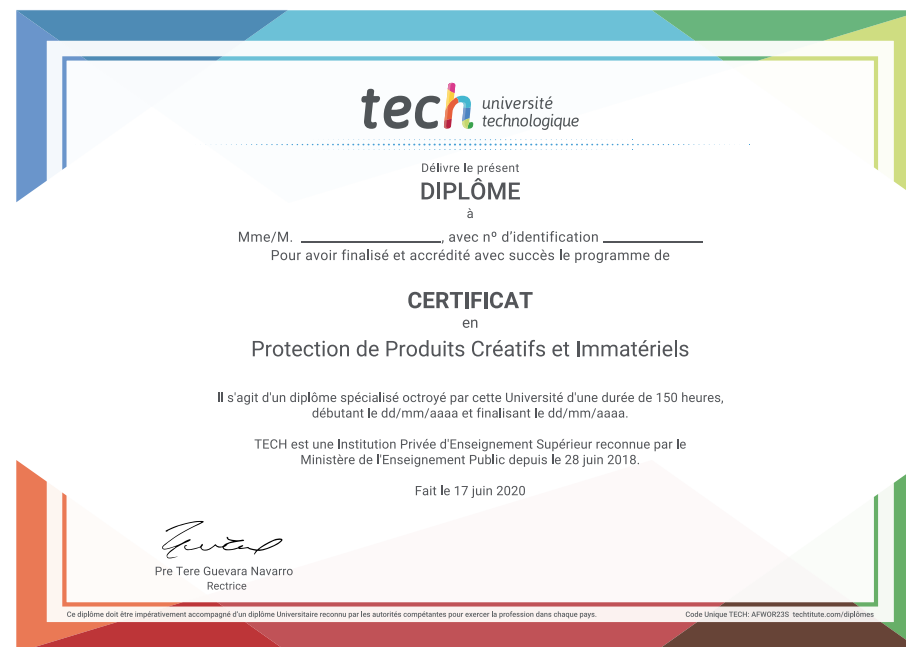 tech université
technologique
Délivre le présent
DIPLÔME
à
Mme/M. ____________________, avec nº d'identification ______________
Pour avoir finalisé et accrédité avec succès le programme de
CERTIFICAT
en
Protection de Produits Créatifs et Immatériels
Il s'agit d'un diplôme spécialisé octroyé par cette Université d'une durée de 150 heures,
débutant le dd/mm/aaaa et finalisant le dd/mm/aaaa.
TECH est une Institution Privée d'Enseignement Supérieur reconnue par le
Ministère de l'Enseignement Public depuis le 28 juin 2018.
Fait le 17 juin 2020
Pre Tere Guevara Navarro
Rectrice
Ce diplôme doit être impérativement accompagné d'un diplôme Universitaire reconnu par les autorités compétentes pour exercer la profession dans chaque pays.
Code Unique TECH: AFWOR23S techtitute.com/diplômes